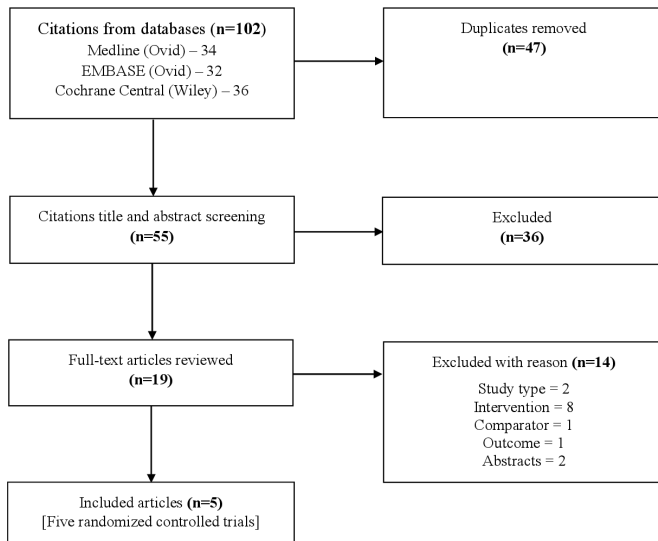 Citations from databases (n=102)
Medline (Ovid) – 34
EMBASE (Ovid) – 32
Cochrane Central (Wiley) – 36
Duplicates removed
(n=47)
Citations title and abstract screening
(n=55)
Excluded
(n=36)
Full-text articles reviewed
(n=19)
Excluded with reason (n=14)
Study type = 2
Intervention = 8
Comparator = 1
Outcome = 1
Abstracts = 2
Included articles (n=5)
[Five randomized controlled trials]